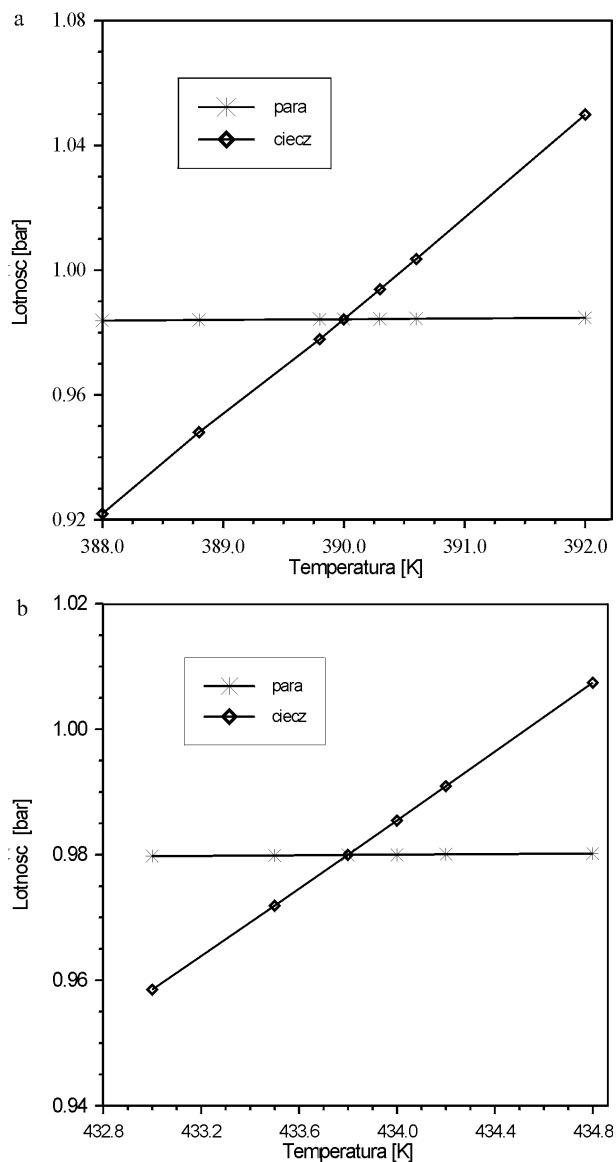 a
1.08
1.04
1.00
0.96
0.92
Lotność [bar]
para
ciecz
388.0 389.0 390.0 391.0 392.0
Temperatura [K]
b
1.02
1.00
0.98
0.96
0.94
Lotność [bar]
para
ciecz
432.8 433.2 433.6 434.0 434.4 434.8
Temperatura [K]